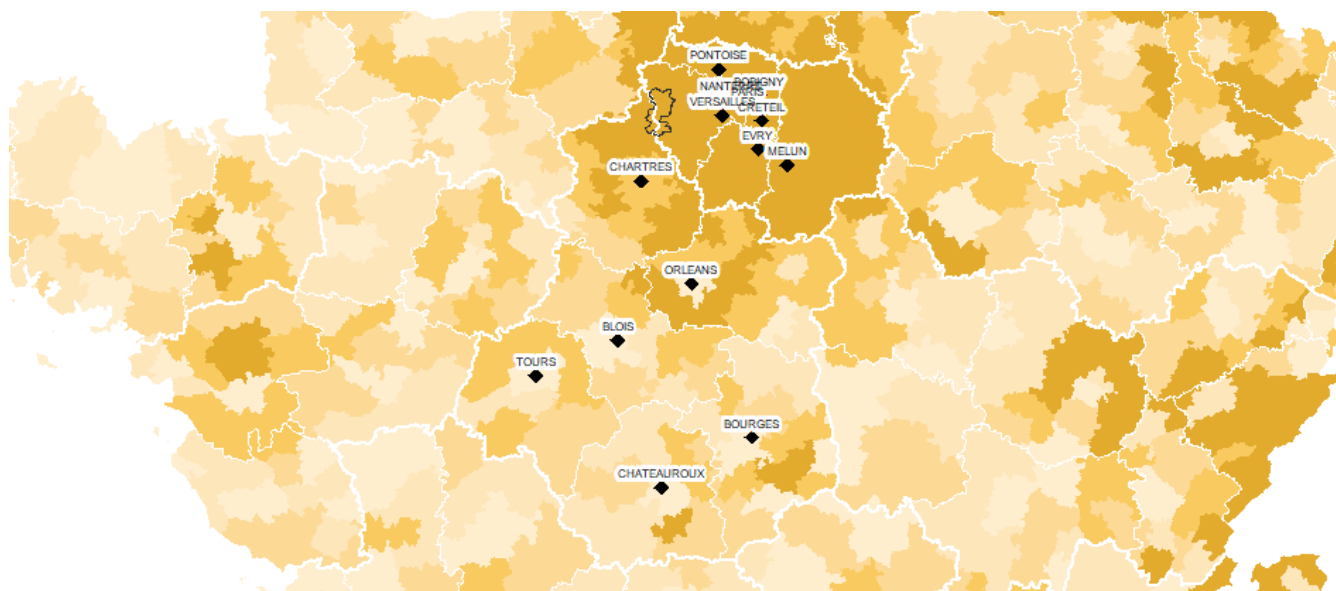 PONTOISE
BOBIGNY
NANTERRE
PARIS
VERSAILLES
CRETEIL
EVRY
MELUN
CHARTRES
ORLEANS
BLOIS
TOURS
BOURGES
CHATEAUROUX